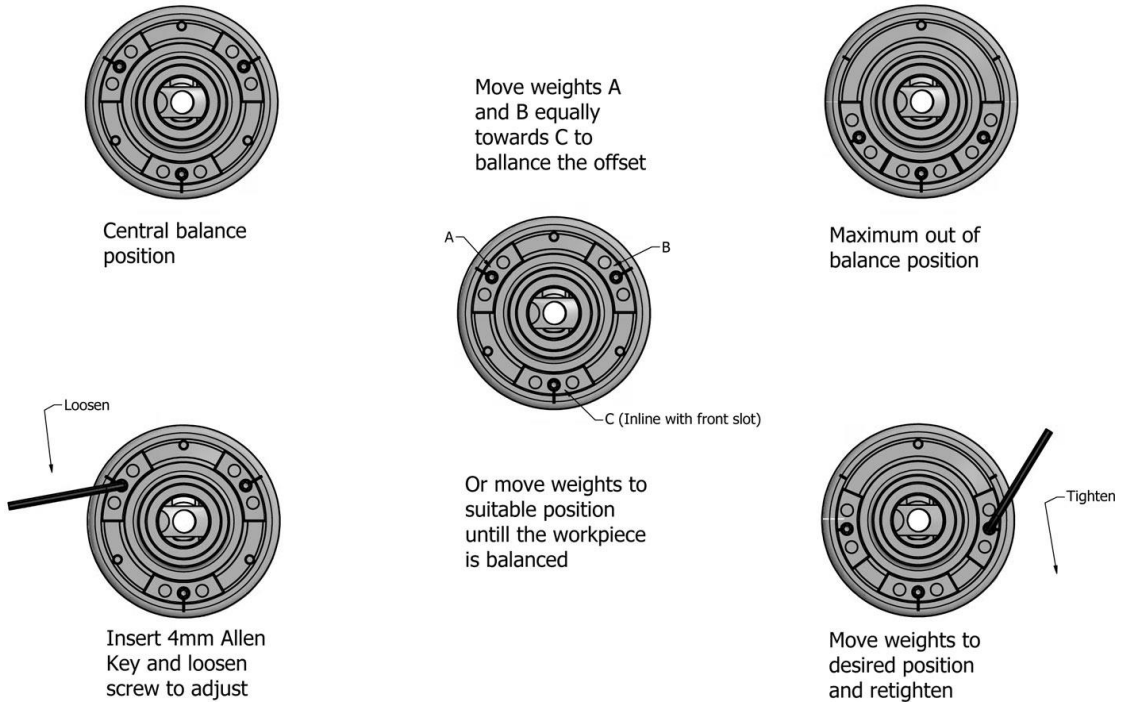 Central balance
position
Move weights A
and B equally
towards C to
ballance the offset
Maximum out of
balance position
A
B
C (Inline with front slot)
Loosen
Insert 4mm Allen
Key and loosen
screw to adjust
Or move weights to
suitable position
untill the workpiece
is balanced
Tighten
Move weights to
desired position
and retighten